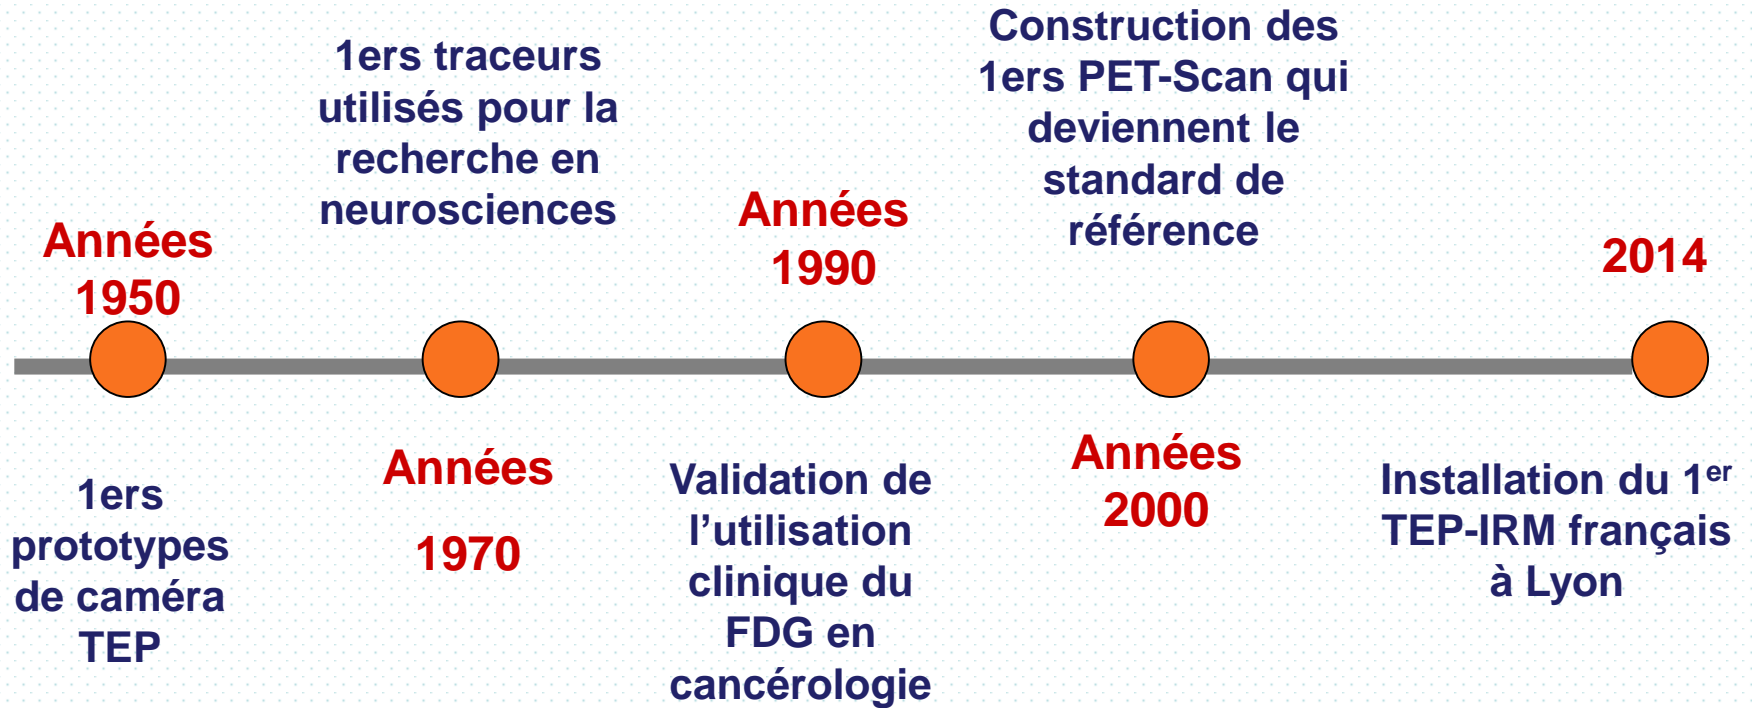 Années
1950
1ers
prototypes
de caméra
TEP
1ers traceurs
utilisés pour la
recherche en
neurosciences
Années
1970
Années
1990
Validation de
l’utilisation
clinique du
FDG en
cancérologie
Construction des
1ers PET-Scan qui
deviennent le
standard de
référence
Années
2000
2014
Installation du 1er
TEP-IRM français
à Lyon